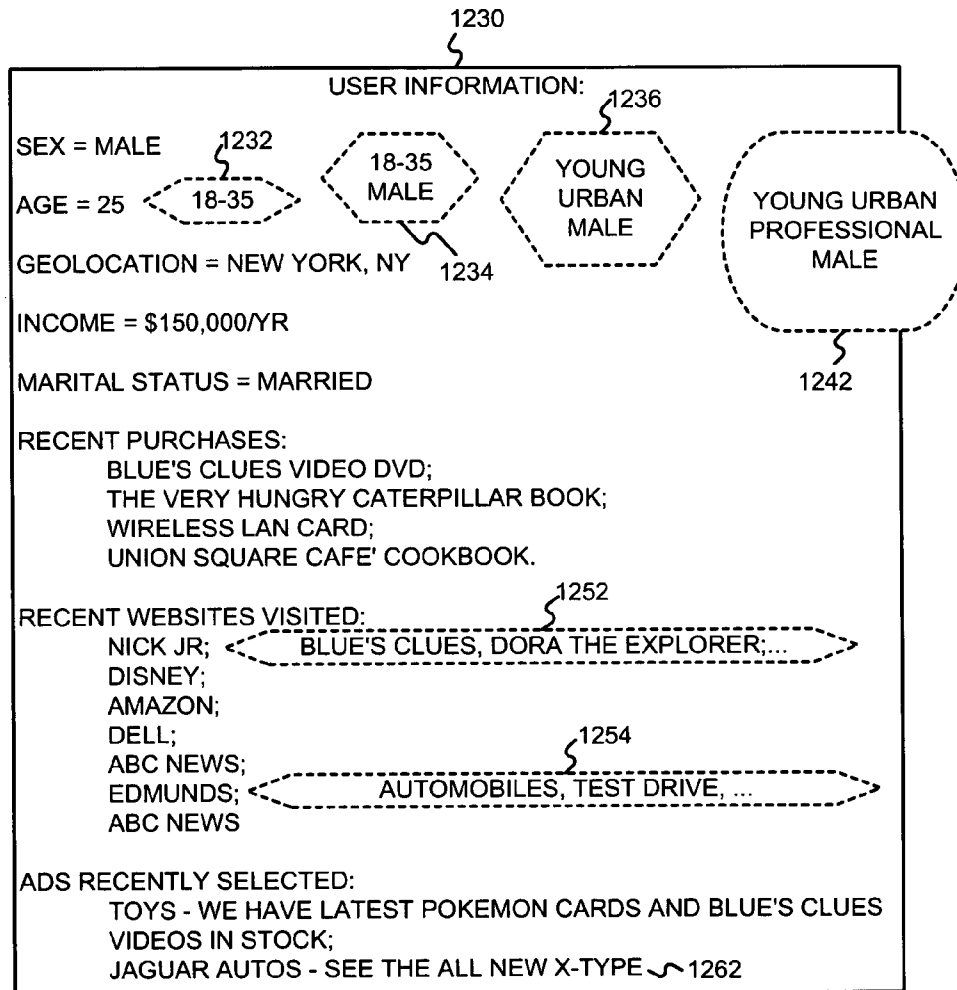 1230
USER INFORMATION:
1236
SEX = MALE
1232
18-35
MALE
YOUNG
URBAN
MALE
AGE = 25
18-35
YOUNG URBAN
PROFESSIONAL
MALE
GEOLOCATION = NEW YORK, NY
1234
INCOME = $150,000/YR
MARITAL STATUS = MARRIED
1242
RECENT PURCHASES:
BLUE'S CLUES VIDEO DVD;
THE VERY HUNGRY CATERPILLAR BOOK;
WIRELESS LAN CARD;
UNION SQUARE CAFE' COOKBOOK.
1252
RECENT WEBSITES VISITED:
NICK JR; BLUE'S CLUES, DORA THE EXPLORER;...
DISNEY;
AMAZON;
DELL;
1254
ABC NEWS;
EDMUNDS; AUTOMOBILES, TEST DRIVE, ...
ABC NEWS
ADS RECENTLY SELECTED:
TOYS - WE HAVE LATEST POKEMON CARDS AND BLUE'S CLUES
VIDEOS IN STOCK;
JAGUAR AUTOS - SEE THE ALL NEW X-TYPE 1262